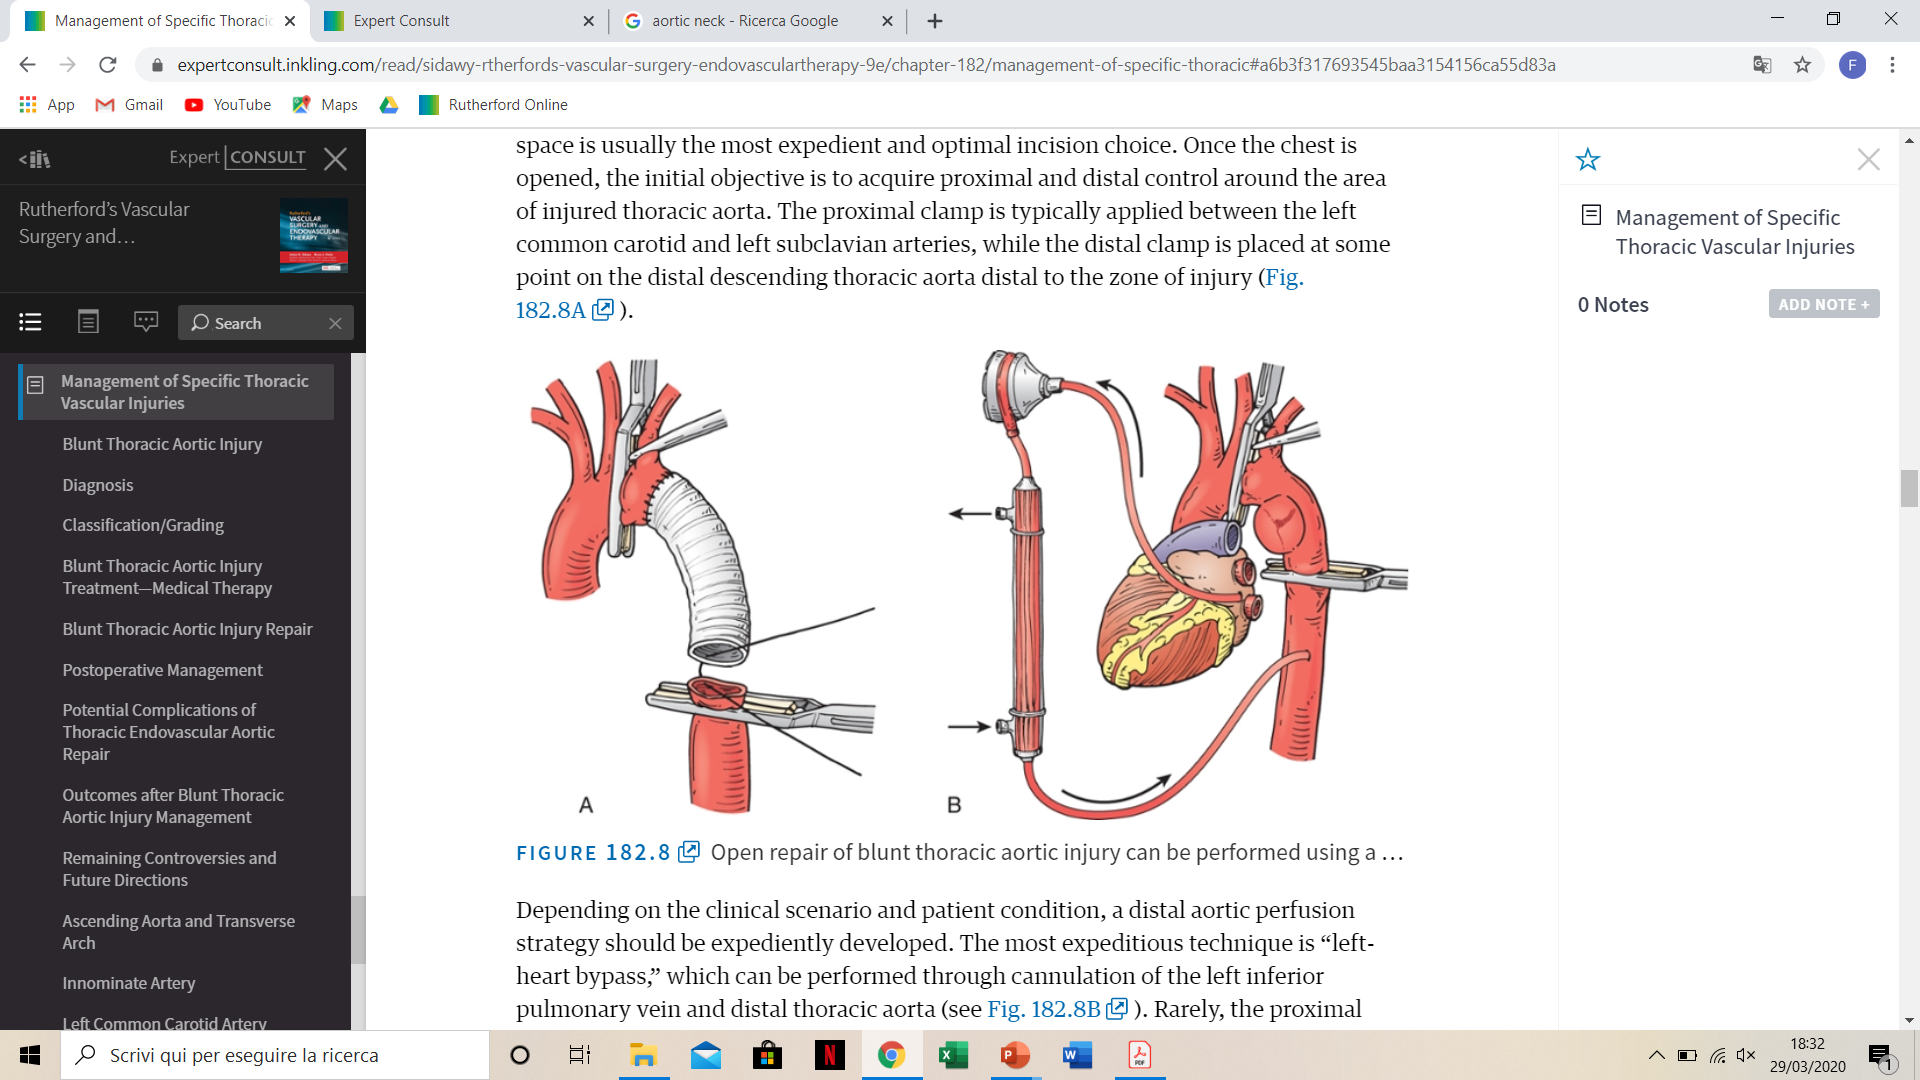 Management of Specific Thoracic
Expert Consult
aortic neck - Ricerca Google
expertconsult.inkling.com/read/sidawy-rtherfords-vascular-surgery-endovasculartherapy-9e/chapter-182/management-of-specific-thoracic#a6b3f317693545baa3154156ca55d83a
F
App
Gmail
YouTube
Maps
Rutherford Online
Expert CONSULT
Rutherford's Vascular
Surgery and...
VASCULAR
SURGERY AND
ENDOVASCULAR
THERAPY
Search
Management of Specific Thoracic
Vascular Injuries
Blunt Thoracic Aortic Injury
Diagnosis
Classification/Grading
Blunt Thoracic Aortic Injury
Treatment—Medical Therapy
Blunt Thoracic Aortic Injury Repair
Postoperative Management
Potential Complications of
Thoracic Endovascular Aortic
Repair
Outcomes after Blunt Thoracic
Aortic Injury Management
Remaining Controversies and
Future Directions
Ascending Aorta and Transverse
Arch
Innominate Artery
Left Common Carotid Artery
space is usually the most expedient and optimal incision choice. Once the chest is
opened, the initial objective is to acquire proximal and distal control around the area
of injured thoracic aorta. The proximal clamp is typically applied between the left
common carotid and left subclavian arteries, while the distal clamp is placed at some
point on the distal descending thoracic aorta distal to the zone of injury (Fig.
182.8A ).
A
B
FIGURE 182.8 Open repair of blunt thoracic aortic injury can be performed using a ...
Depending on the clinical scenario and patient condition, a distal aortic perfusion
strategy should be expediently developed. The most expeditious technique is “left-
heart bypass,” which can be performed through cannulation of the left inferior
pulmonary vein and distal thoracic aorta (see Fig. 182.8B ). Rarely, the proximal
Management of Specific
Thoracic Vascular Injuries
0 Notes
ADD NOTE +
Scrivi qui per eseguire la ricerca
N
X
P
W
PDF
18:32
29/03/2020
1